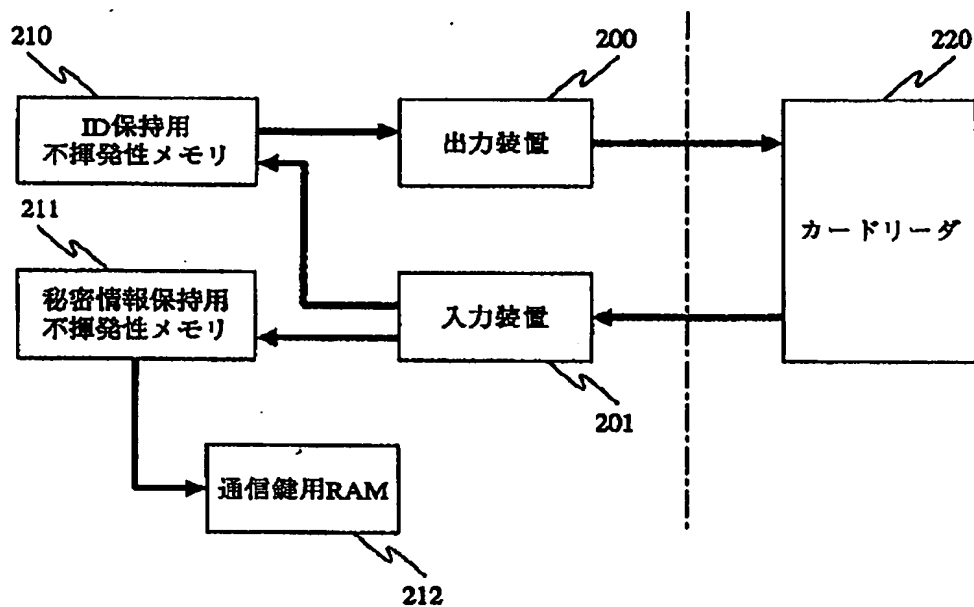 210
200
220
ID保持用
不揮発性メモリ
出力装置
カードリーダ
211
秘密情報保持用
不揮発性メモリ
入力装置
201
通信鍵用RAM
212